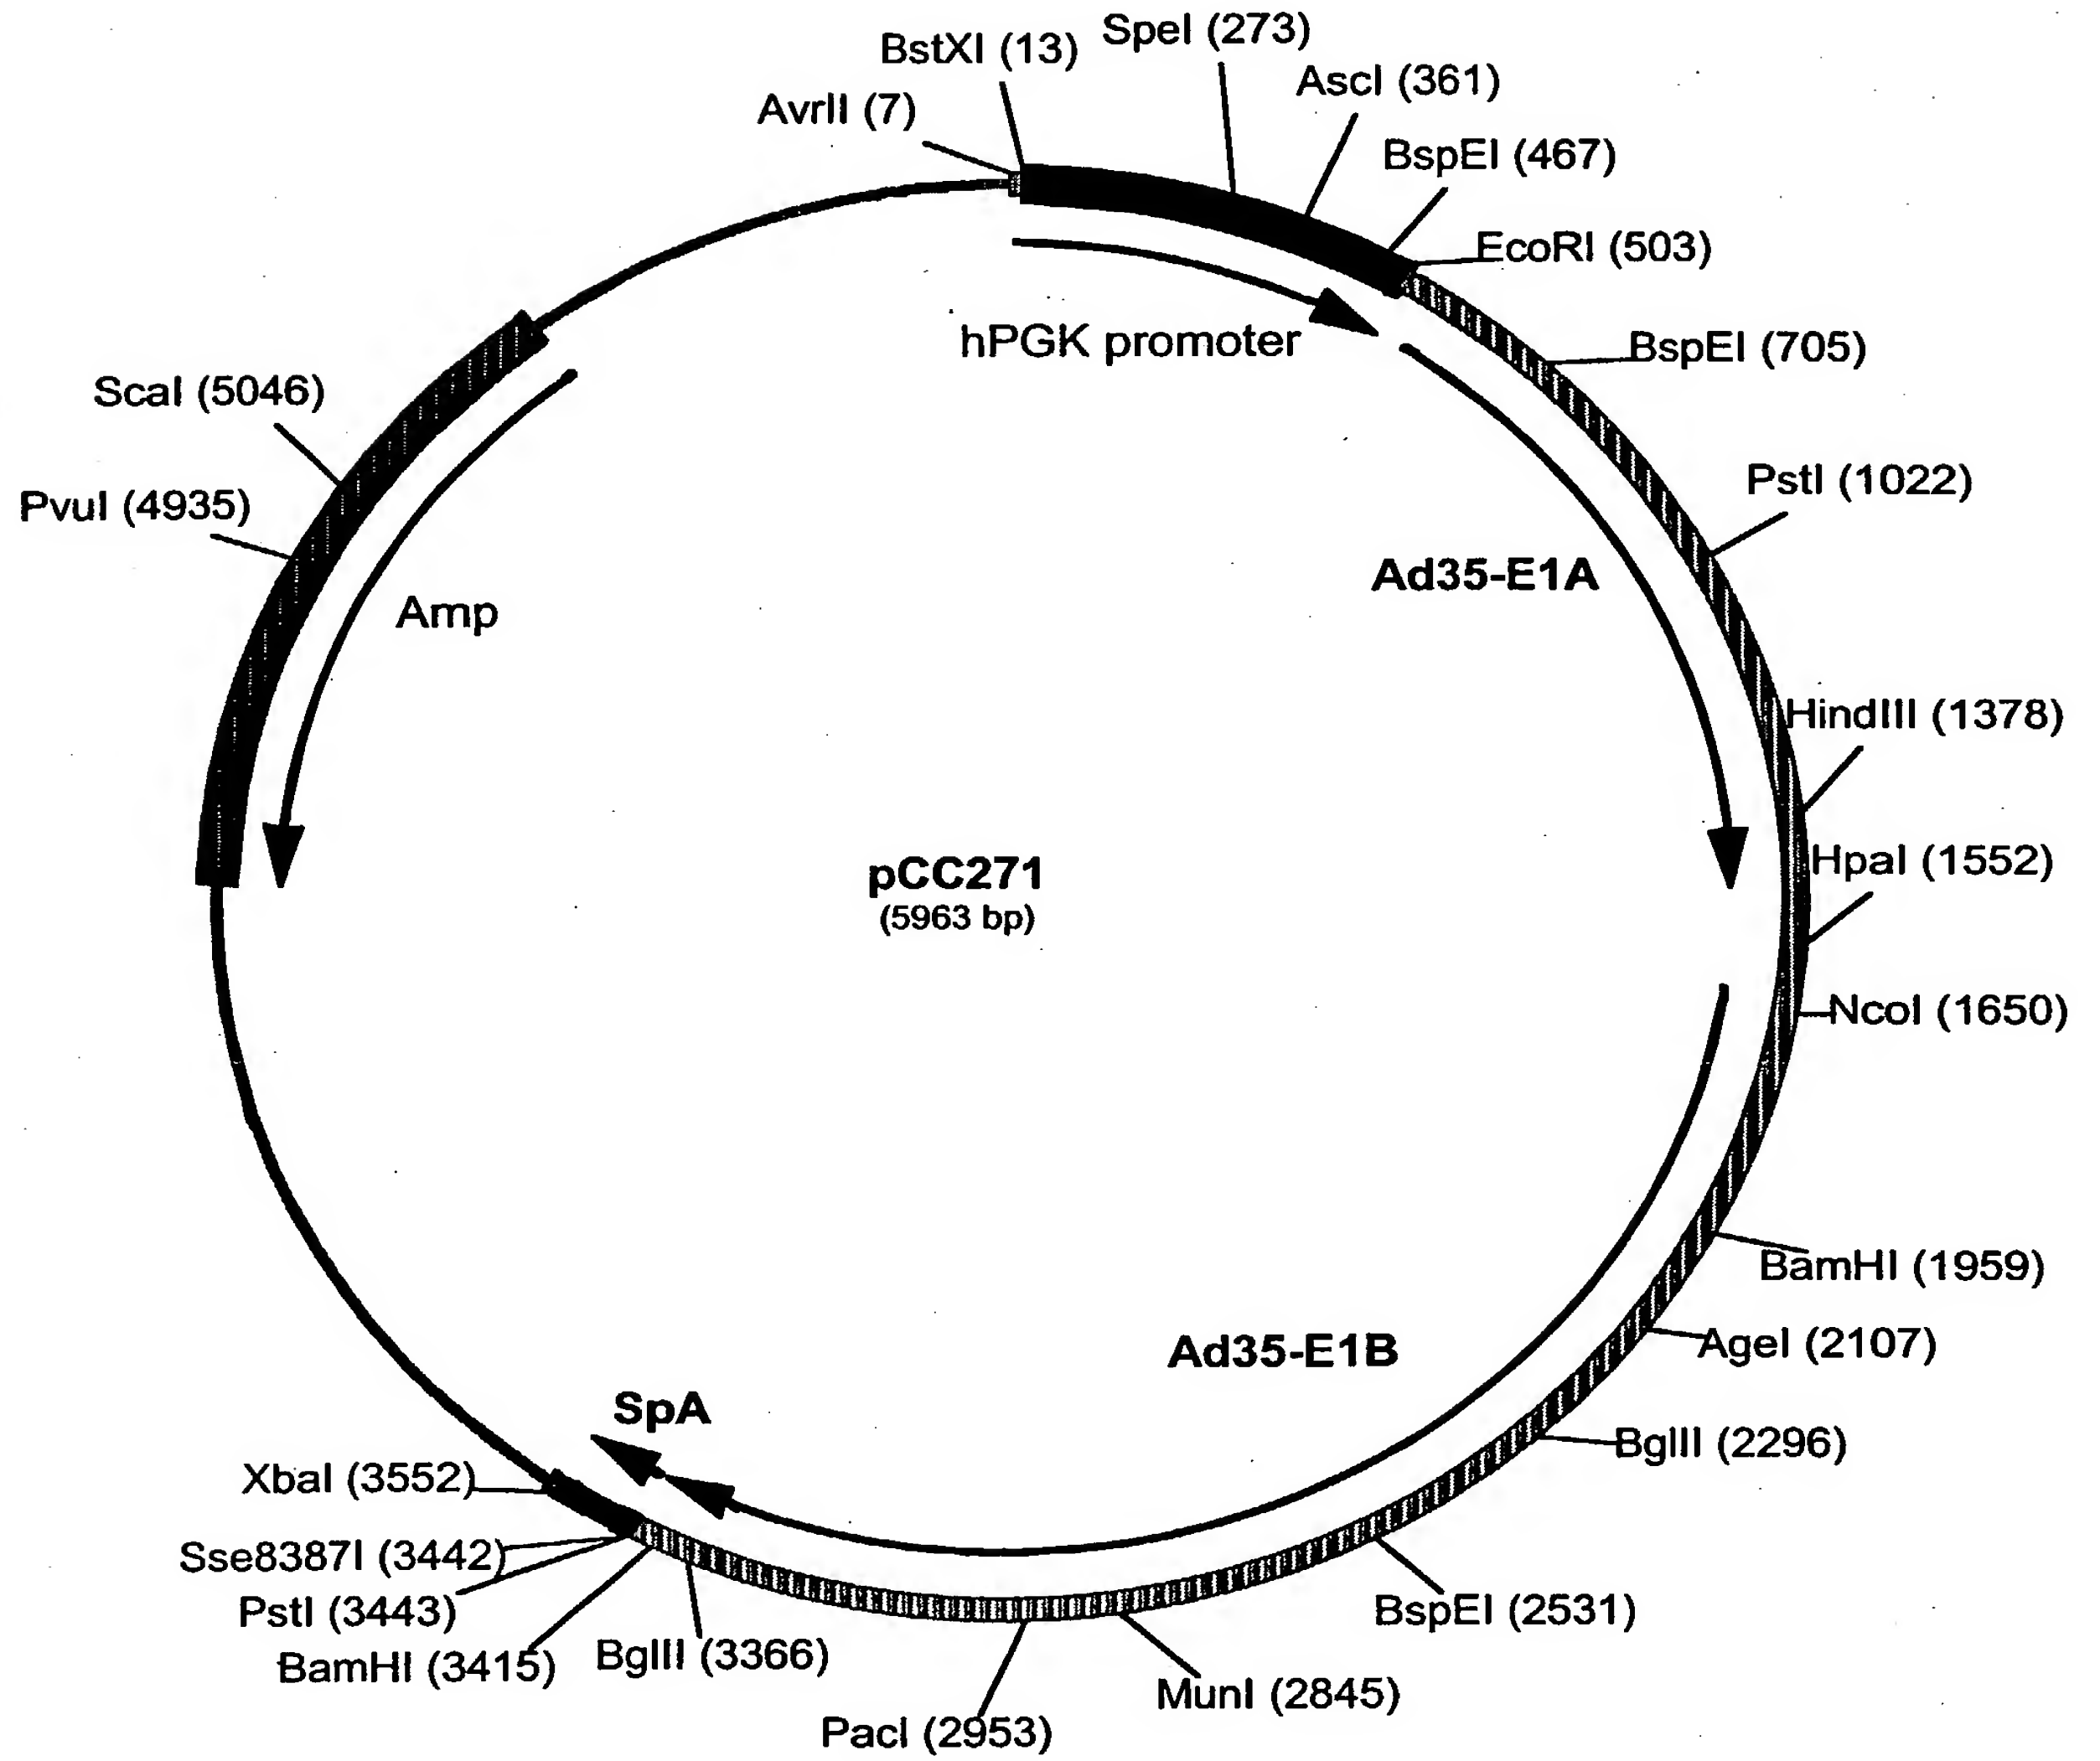 BstXI (13)
SpeI (273)
AscI (361)
AvrII (7)
BspEI (467)
EcoRI (503)
hPGK promoter
BspEI (705)
ScaI (5046)
PstI (1022)
PvuI (4935)
Ad35-E1A
Amp
HindIII (1378)
pCC271
(5963 bp)
HpaI (1552)
NcoI (1650)
BamHI (1959)
Ad35-E1B
AgeI (2107)
SpA
BglII (2296)
XbaI (3552)
Sse8387I (3442)
PstI (3443)
BspEI (2531)
BamHI (3415)
BglII (3366)
MunI (2845)
PacI (2953)